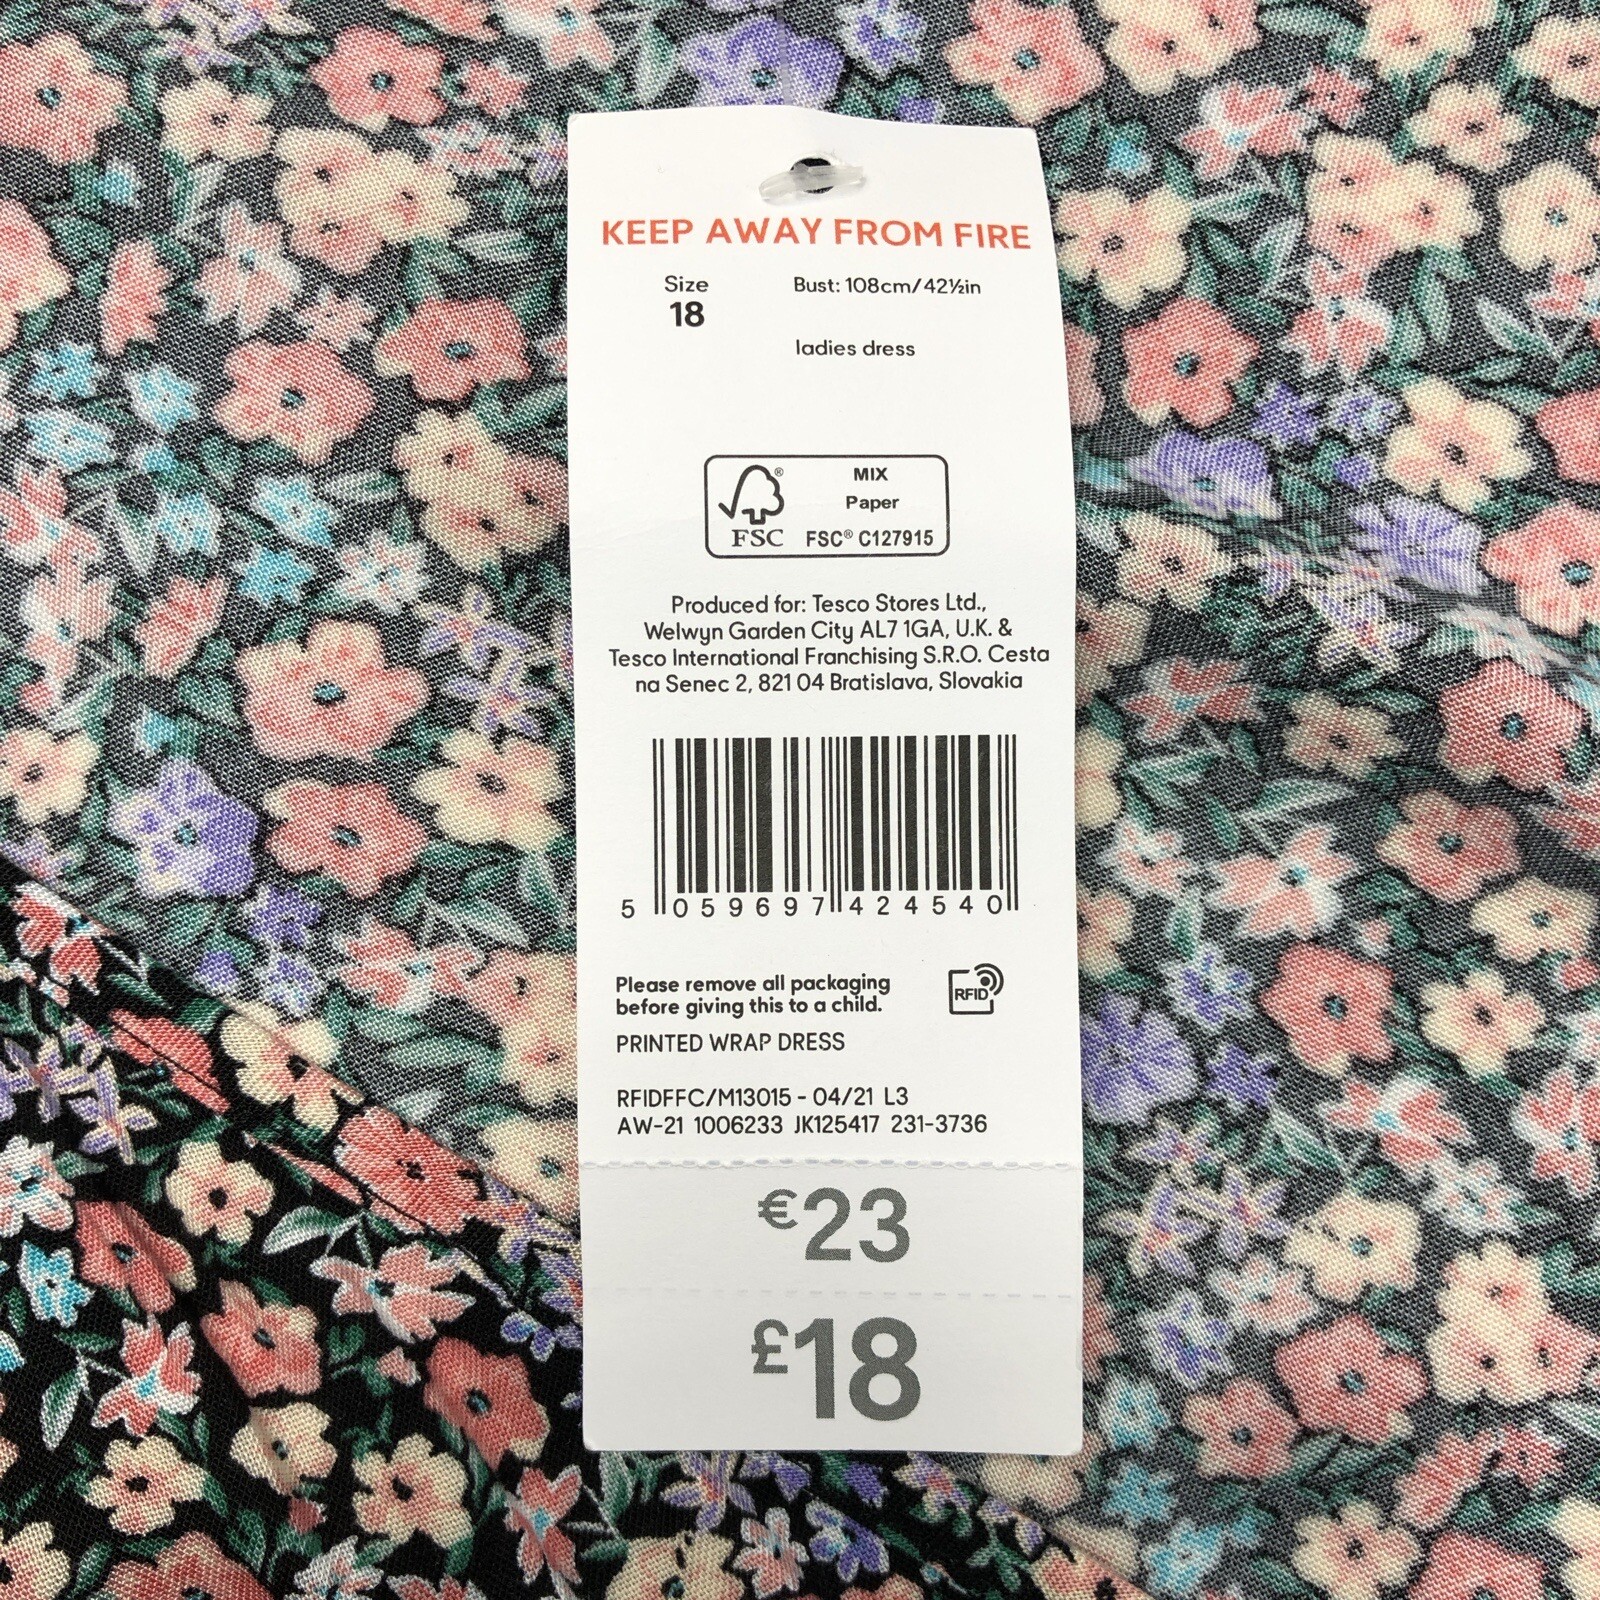 KEEP AWAY FROM FIRE
Size
18
Bust: 108cm/42½in
ladies dress
®
FSC
MIX
Paper
FSC® C127915
Produced for: Tesco Stores Ltd.,
Welwyn Garden City AL7 1GA, U.K. &
Tesco International Franchising S.R.O. Cesta
na Senec 2, 821 04 Bratislava, Slovakia
5 059697 424540
Please remove all packaging
before giving this to a child.
RFID
PRINTED WRAP DRESS
RFIDFFC/M13015 - 04/21 L3
AW-21 1006233 JK125417 231-3736
€23
£18